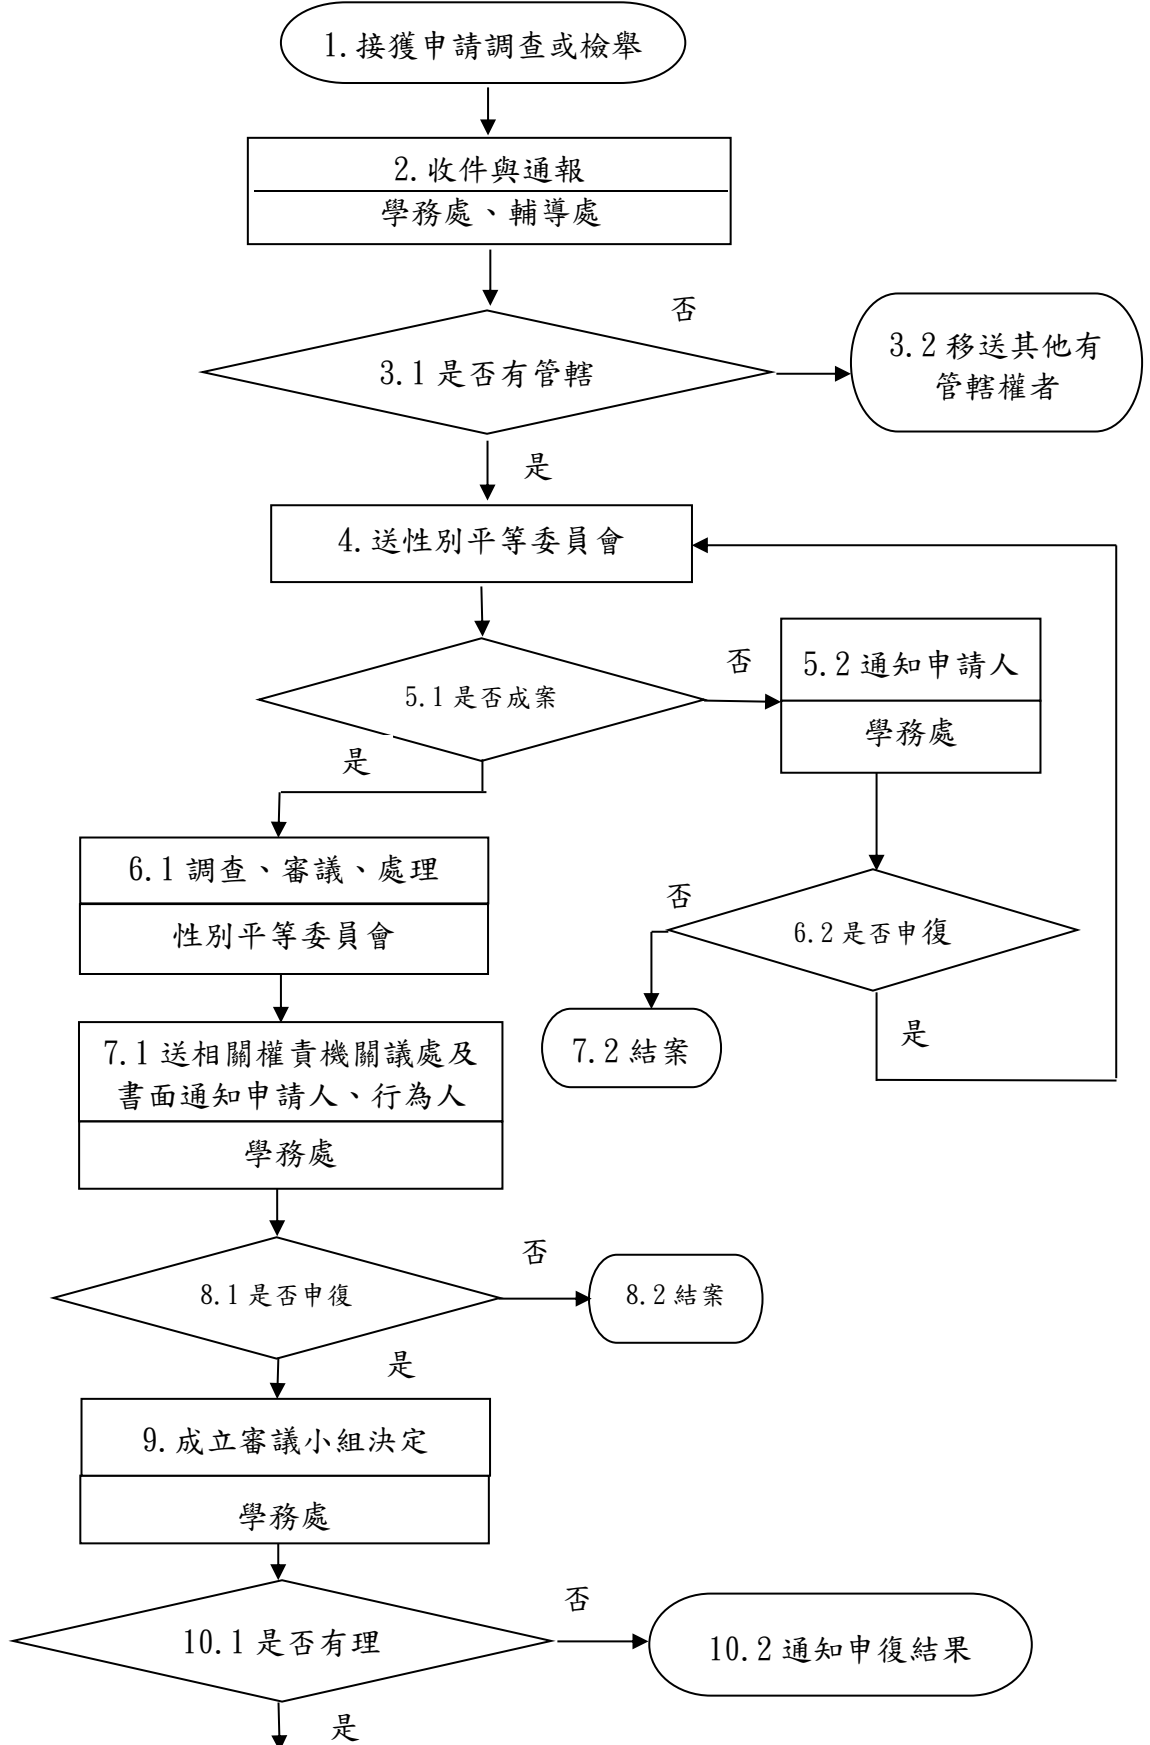 1.接獲申請調查或檢舉
2.收件與通報
學務處、輔導處
否
3.1是否有管轄
3.2移送其他有
管轄權者
是
4.送性別平等委員會
否
5.2通知申請人
5.1是否成案
學務處
是
6.1調查、審議、處理
否
性別平等委員會
6.2是否申復
7.1送相關權責機關議處及
書面通知申請人、行為人
7.2結案
是
學務處
否
8.1是否申復
8.2結案
是
9.成立審議小組決定
學務處
否
10.1是否有理
10.2通知申復結果
是